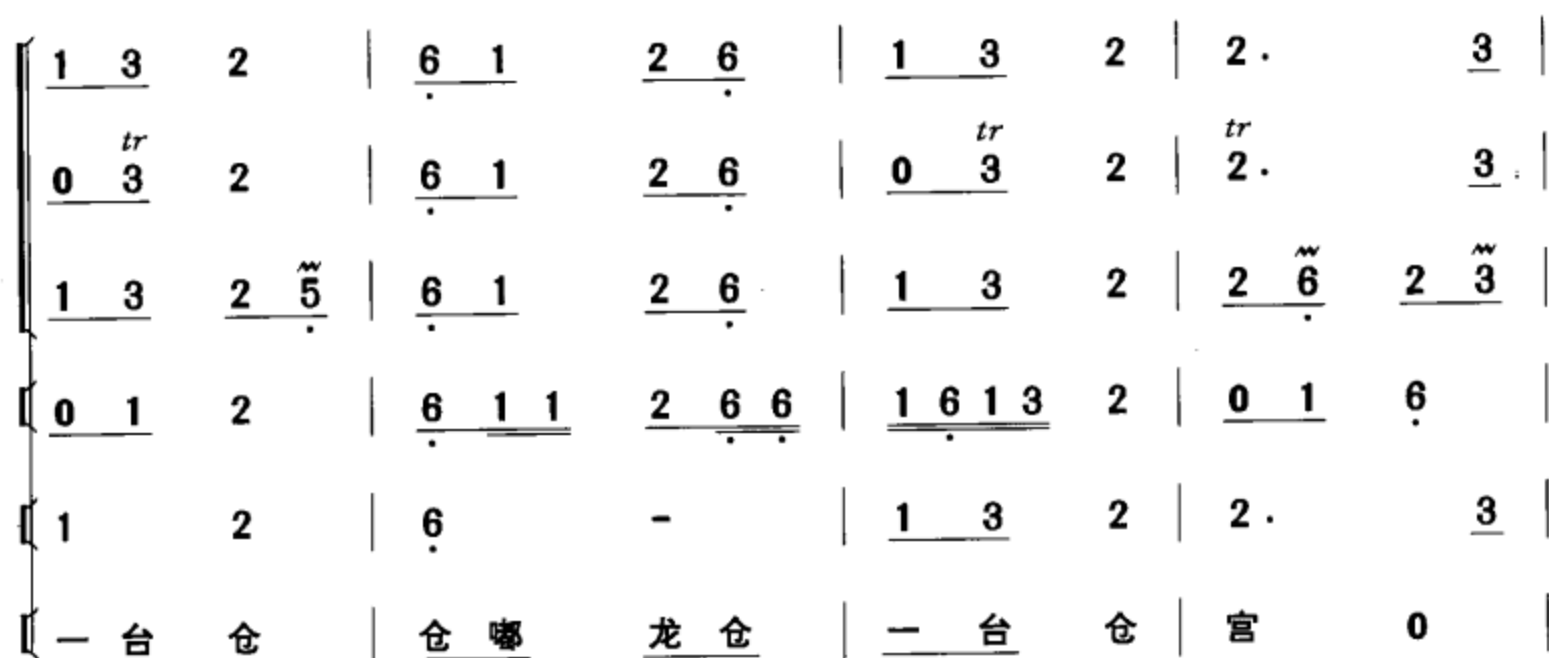 1 3 2 | 6 1 2 6 | 1 3 2 | 2 . 3 |
tr tr tr
0 3 2 | 6 1 2 6 | 0 3 2 | 2 . 3 |
1 3 2 5 | 6 1 2 6 | 1 3 2 | 2 6 2 3 |
0 1 2 | 6 1 1 2 6 6 | 1 6 1 3 2 | 0 1 6 |
1 2 | 6 - | 1 3 2 | 2 . 3 |
一 台 仓 | 仓 嘟 龙 仓 | 一 台 仓 | 宫 0 |